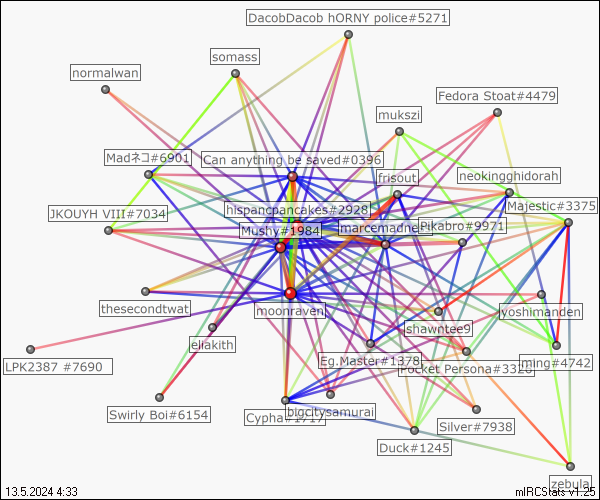 DacobDacob hORNY police#5271
somass
normalwan
Fedora Stoat#4479
mukszi
Madネコ#6901
Can anything be saved#0396
neokingghidorah
frisout
JKOUYH VIII#7034
hispancpancakes#2928
Majestic#3375
Mushy#1984
Pikabro#9971
thesecondtwat
moonraven
yoshimanden
shawntee9
eliakith
LPK2387 #7690
Eg.Master#1378
ming#4742
Pocket Persona#3320
Swirly Boi#6154
Cypha#1717
bigcitysamurai
Silver#7938
Duck#1245
zebula
13.5.2024 4:33
mIRCStats v1.25